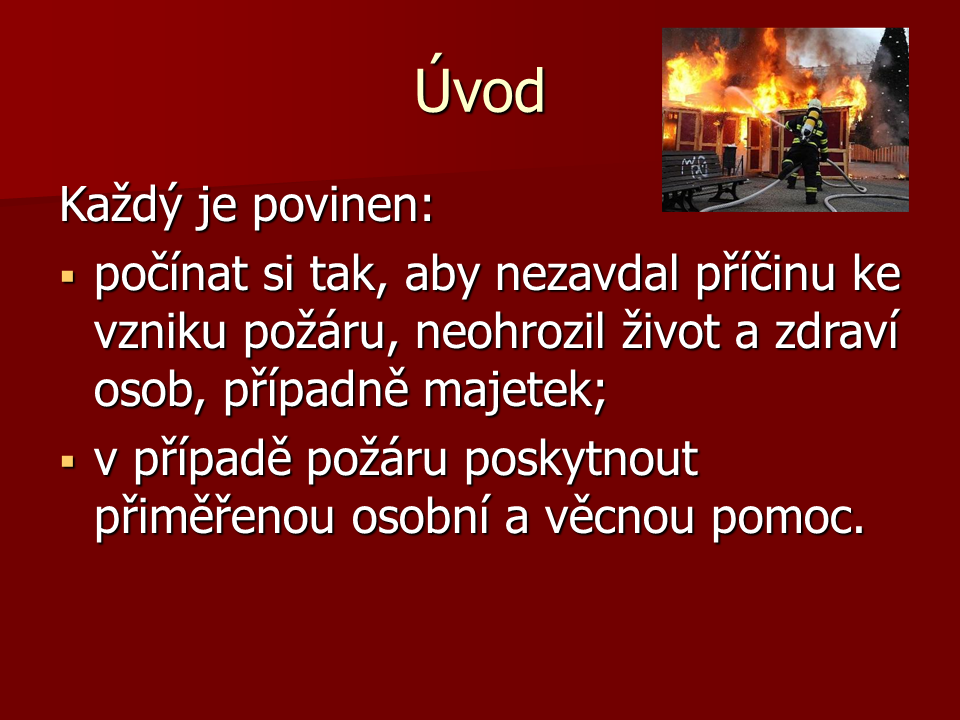 Úvod
Každý je povinen:
▪ počínat si tak, aby nezavdal příčinu ke
vzniku požáru, neohrozil život a zdraví
osob, případně majetek;
▪ v případě požáru poskytnout
přiměřenou osobní a věcnou pomoc.